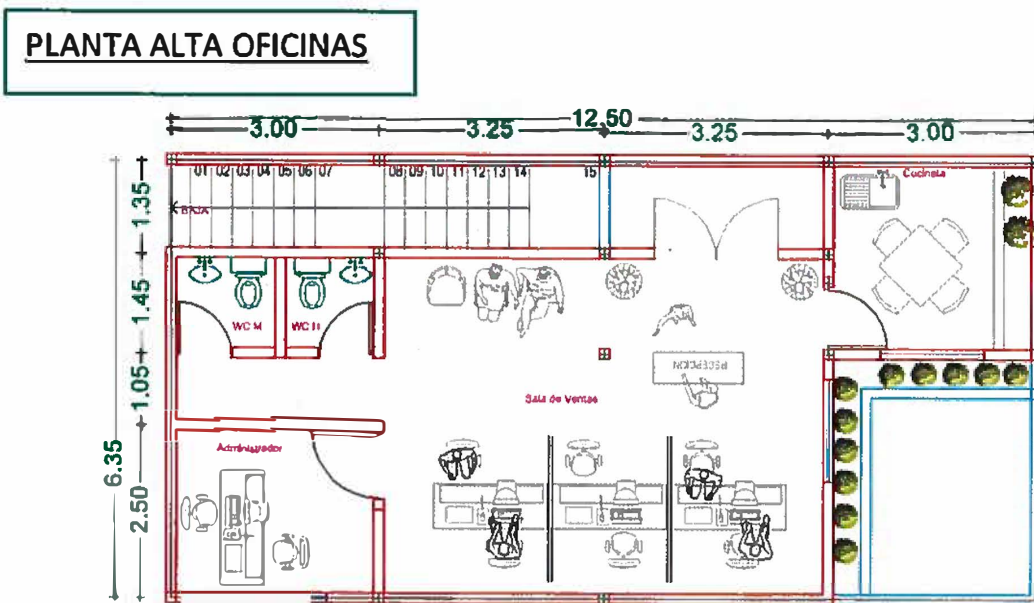 PLANTA ALTA OFICINAS
12.50
3.00 3.25 3.25 3.00
01 02 03 04 05 06 07 08 09 10 11 12 13 14 15
Cocineta
1.35
BAJA
1.45
WC M WC H
1.05
RECEPCION
Sala de Ventas
6.35
Administrador
2.50